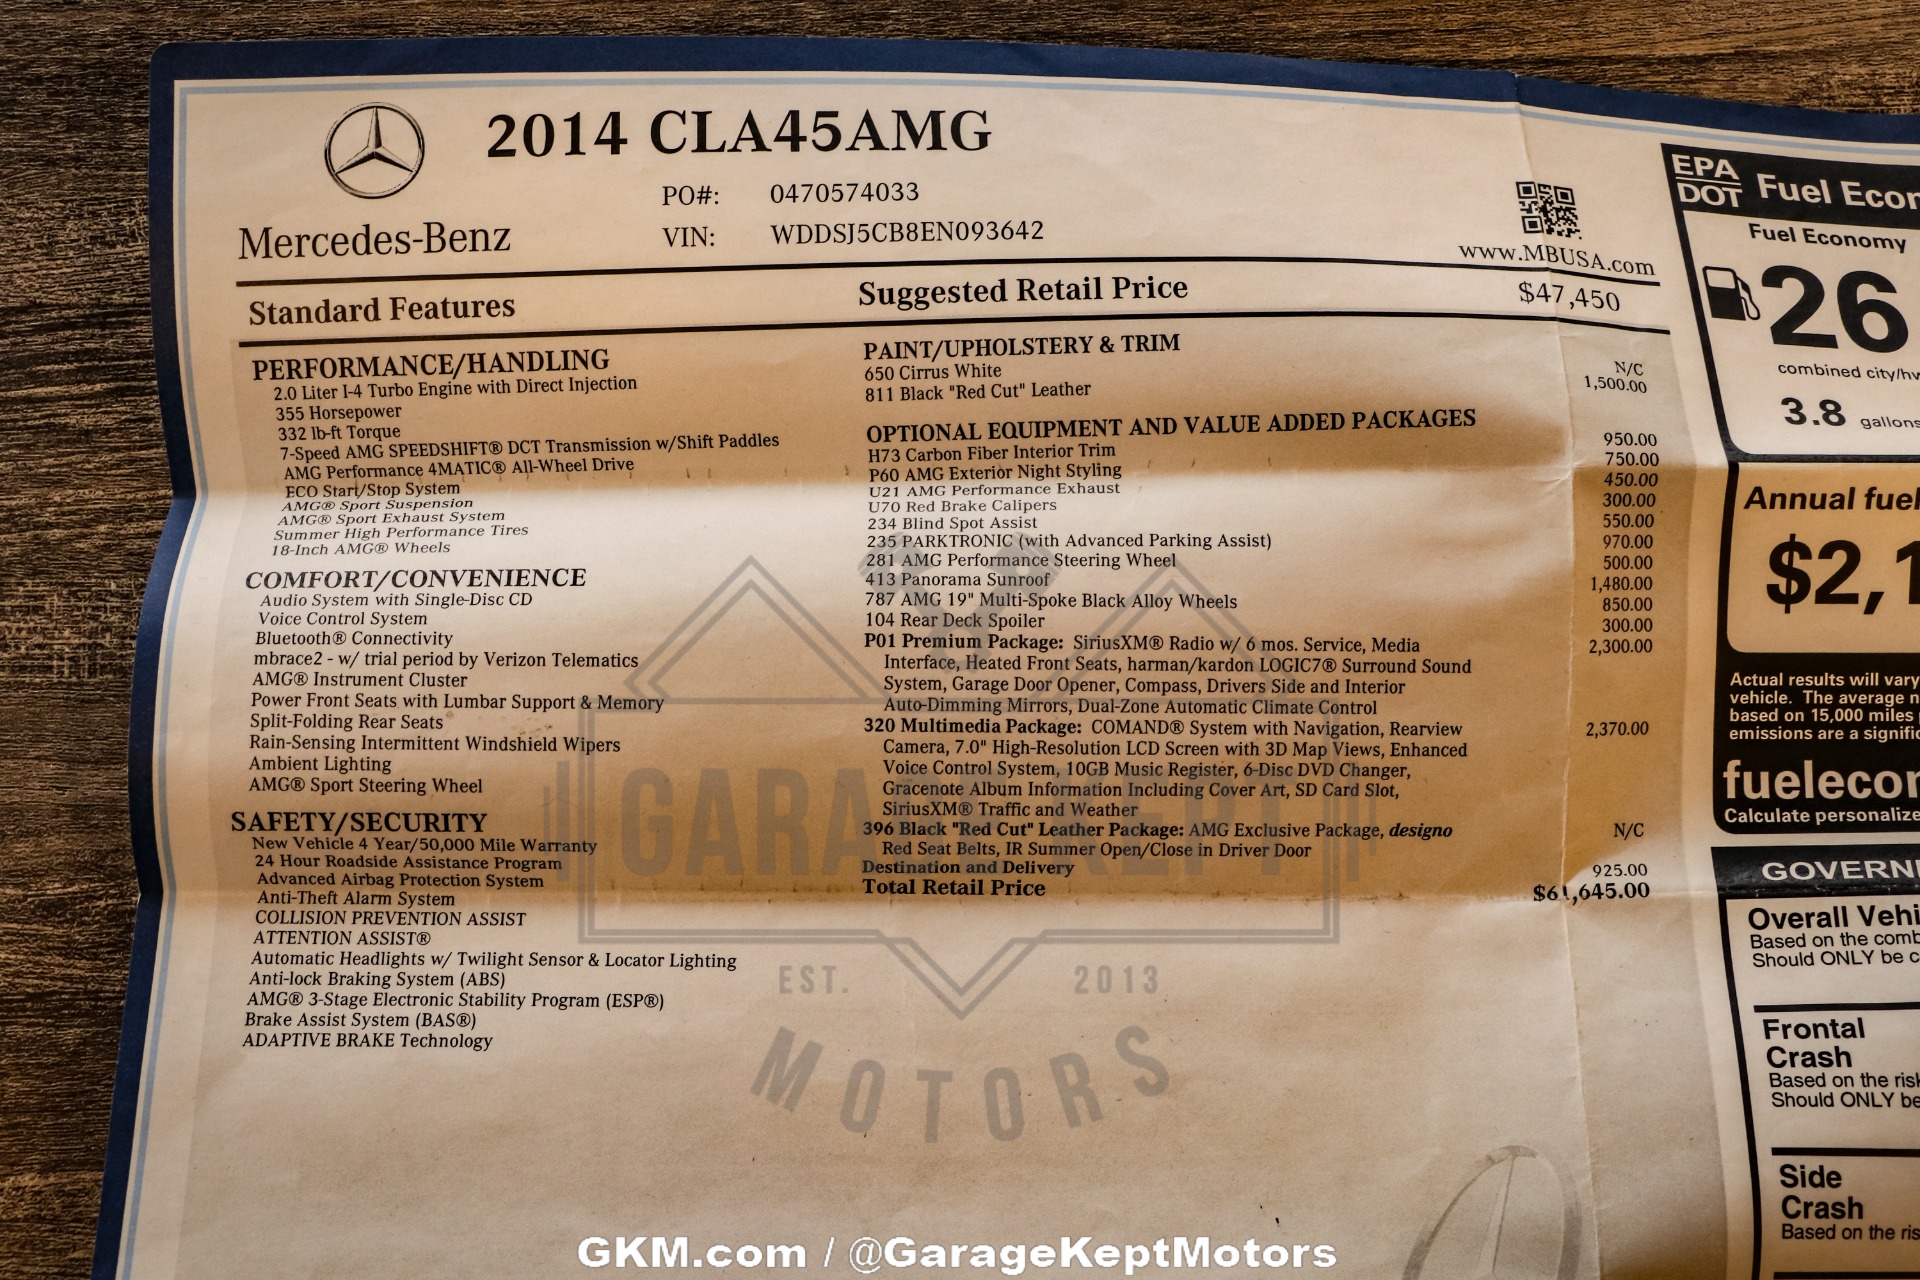 2014 CLA45AMG
PO#: 0470574033
VIN: WDDSJ5CB8EN093642
Mercedes-Benz
www.MBUSA.com
Standard Features
PERFORMANCE/HANDLING
2.0 Liter I-4 Turbo Engine with Direct Injection
355 Horsepower
332 lb-ft Torque
7-Speed AMG SPEEDSHIFT® DCT Transmission w/Shift Paddles
AMG Performance 4MATIC® All-Wheel Drive
ECO Start/Stop System
AMG® Sport Suspension
AMG® Sport Exhaust System
Summer High Performance Tires
18-Inch AMG® Wheels
COMFORT/CONVENIENCE
Audio System with Single-Disc CD
Voice Control System
Bluetooth® Connectivity
mbrace2 - w/ trial period by Verizon Telematics
AMG® Instrument Cluster
Power Front Seats with Lumbar Support & Memory
Split-Folding Rear Seats
Rain-Sensing Intermittent Windshield Wipers
Ambient Lighting
AMG® Sport Steering Wheel
SAFETY/SECURITY
New Vehicle 4 Year/50,000 Mile Warranty
24 Hour Roadside Assistance Program
Advanced Airbag Protection System
Anti-Theft Alarm System
COLLISION PREVENTION ASSIST
ATTENTION ASSIST®
Automatic Headlights w/ Twilight Sensor & Locator Lighting
Anti-lock Braking System (ABS)
AMG® 3-Stage Electronic Stability Program (ESP®)
Brake Assist System (BAS®)
ADAPTIVE BRAKE Technology
Suggested Retail Price $47,450
PAINT/UPHOLSTERY & TRIM
650 Cirrus White N/C
811 Black "Red Cut" Leather 1,500.00
OPTIONAL EQUIPMENT AND VALUE ADDED PACKAGES
H73 Carbon Fiber Interior Trim 950.00
P60 AMG Exterior Night Styling 750.00
U21 AMG Performance Exhaust 450.00
U70 Red Brake Calipers 300.00
234 Blind Spot Assist 550.00
235 PARKTRONIC (with Advanced Parking Assist) 970.00
281 AMG Performance Steering Wheel 500.00
413 Panorama Sunroof 1,480.00
787 AMG 19" Multi-Spoke Black Alloy Wheels 850.00
104 Rear Deck Spoiler 300.00
P01 Premium Package: SiriusXM® Radio w/ 6 mos. Service, Media 2,300.00
Interface, Heated Front Seats, harman/kardon LOGIC7® Surround Sound
System, Garage Door Opener, Compass, Drivers Side and Interior
Auto-Dimming Mirrors, Dual-Zone Automatic Climate Control
320 Multimedia Package: COMAND® System with Navigation, Rearview 2,370.00
Camera, 7.0" High-Resolution LCD Screen with 3D Map Views, Enhanced
Voice Control System, 10GB Music Register, 6-Disc DVD Changer,
Gracenote Album Information Including Cover Art, SD Card Slot,
SiriusXM® Traffic and Weather
396 Black "Red Cut" Leather Package: AMG Exclusive Package, designo N/C
Red Seat Belts, IR Summer Open/Close in Driver Door
Destination and Delivery 925.00
Total Retail Price $61,645.00
EPA
DOT
Fuel Econ
Fuel Economy
26
combined city/hw
3.8 gallons
Annual fuel
$2,1
Actual results will vary
vehicle. The average n
based on 15,000 miles
emissions are a signific
fuelecon
Calculate personalize
GOVERN
Overall Vehi
Based on the comb
Should ONLY be c
Frontal
Crash
Based on the risk
Should ONLY be
Side
Crash
Based on the ris
GARAGE KEPT
EST. 2013
MOTORS
GKM.com / @GarageKeptMotors